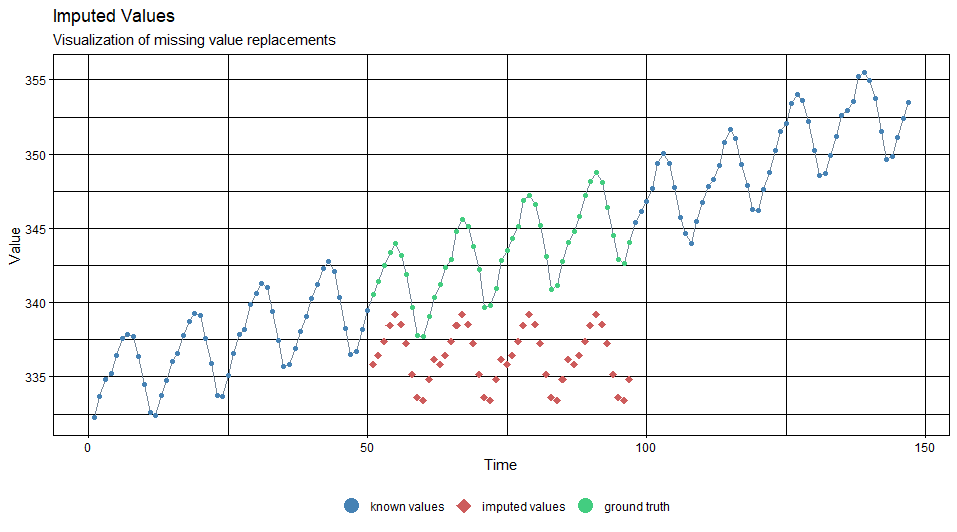 Imputed Values
Visualization of missing value replacements
355
350
345
340
335
Value
0
50
100
150
Time
known values
imputed values
ground truth